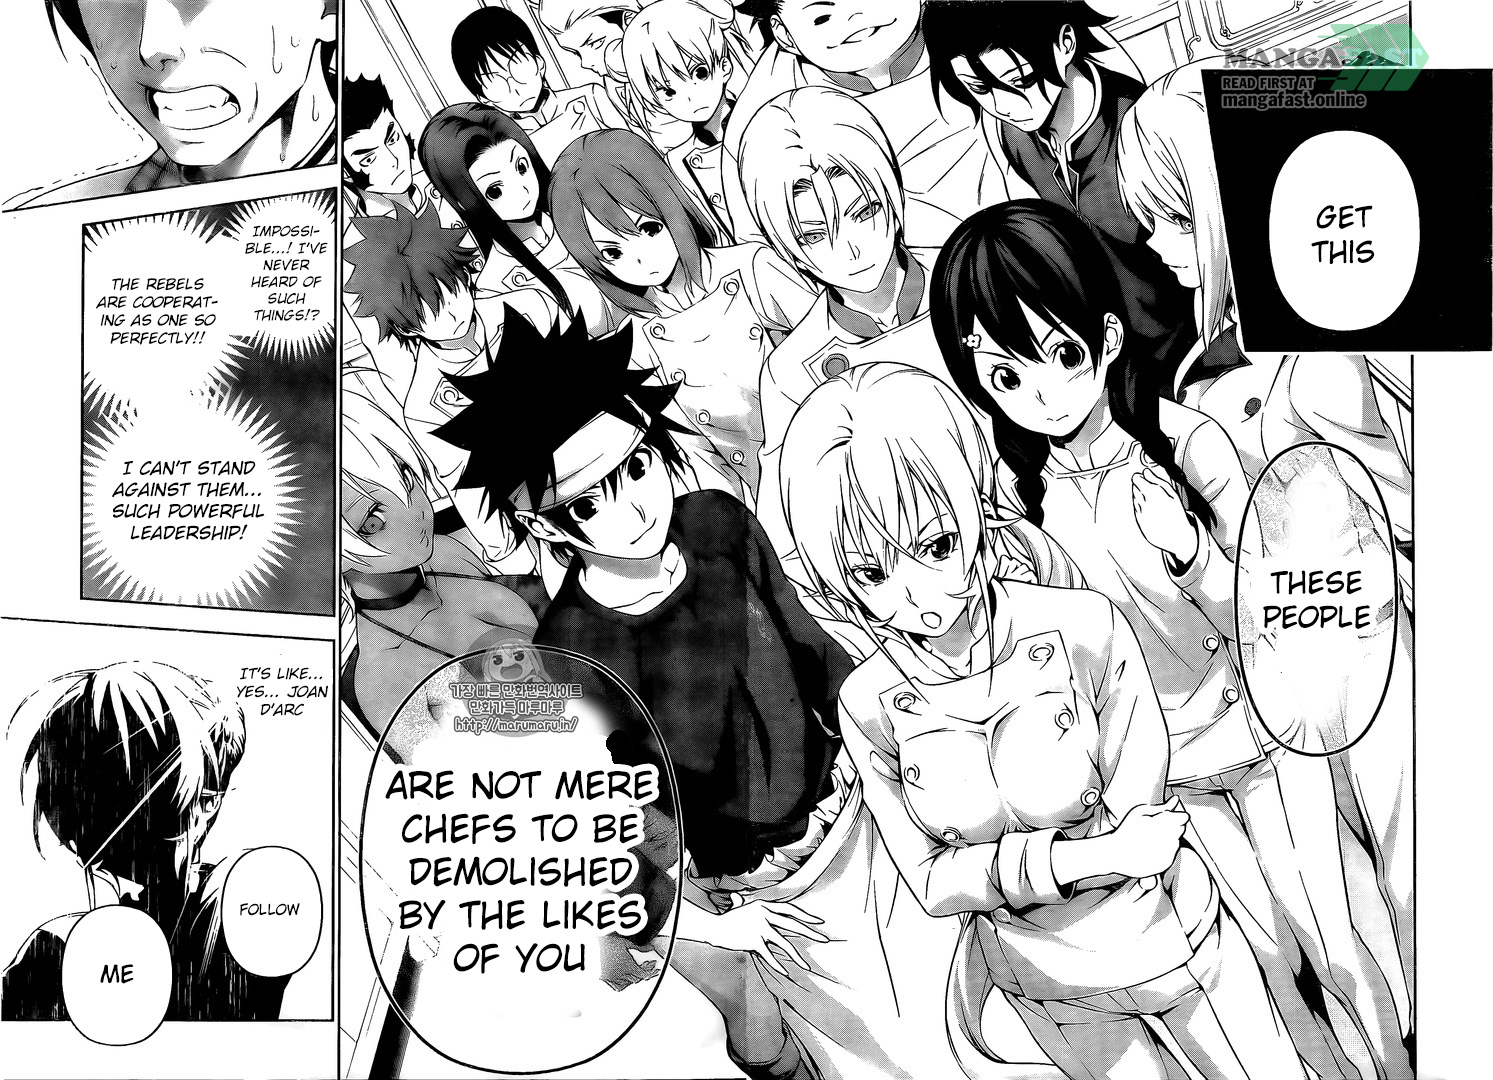 MANGAFAST
READ FIRST AT
mangafast.online
GET
THIS
THESE
PEOPLE
가장 빠른 만화번역사이트
만화가득 마루마루
http://marumaru.in/
ARE NOT MERE
CHEFS TO BE
DEMOLISHED
BY THE LIKES
OF YOU
IMPOSSI-
BLE...! I'VE
NEVER
HEARD OF
SUCH
THINGS!?
THE REBELS
ARE COOPERAT-
ING AS ONE SO
PERFECTLY!!
I CAN'T STAND
AGAINST THEM...
SUCH POWERFUL
LEADERSHIP!
IT'S LIKE...
YES... JOAN
D'ARC
FOLLOW
ME